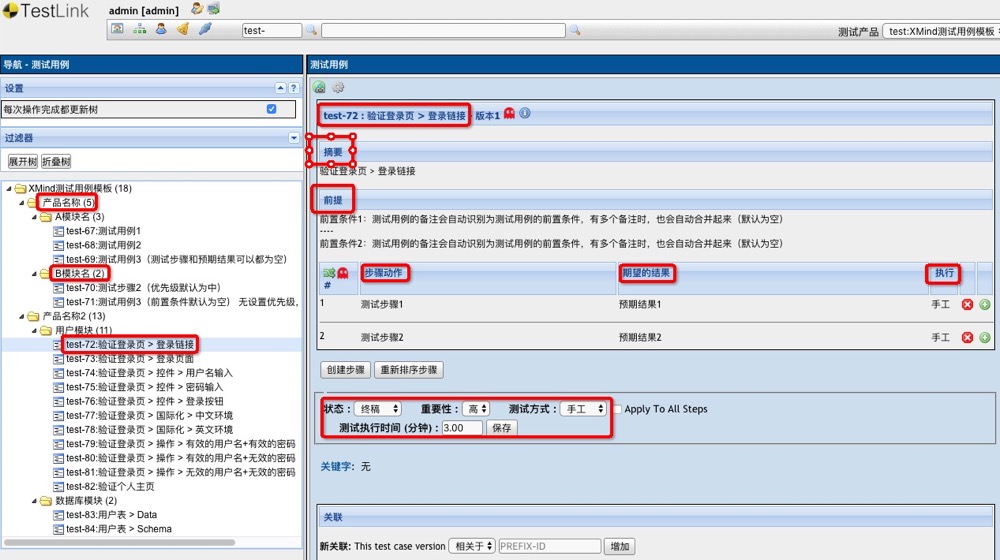 TestLink
admin [admin]
test-
测试产品 test:XMind测试用例模板
导航 - 测试用例
设置
?
每次操作完成都更新树
过滤器
展开树 折叠树
XMind测试用例模板 (18)
产品名称 (5)
A模块名 (3)
test-67:测试用例1
test-68:测试用例2
test-69:测试用例3（测试步骤和预期结果可以都为空）
B模块名 (2)
test-70:测试步骤2（优先级默认为中）
test-71:测试用例3（前置条件默认为空） 无设置优先级，
产品名称2 (13)
用户模块 (11)
test-72:验证登录页 > 登录链接
test-73:验证登录页 > 登录页面
test-74:验证登录页 > 控件 > 用户名输入
test-75:验证登录页 > 控件 > 密码输入
test-76:验证登录页 > 控件 > 登录按钮
test-77:验证登录页 > 国际化 > 中文环境
test-78:验证登录页 > 国际化 > 英文环境
test-79:验证登录页 > 操作 > 有效的用户名+有效的密码
test-80:验证登录页 > 操作 > 有效的用户名+无效的密码
test-81:验证登录页 > 操作 > 无效的用户名+无效的密码
test-82:验证个人主页
数据库模块 (2)
test-83:用户表 > Data
test-84:用户表 > Schema
测试用例
test-72 : 验证登录页 > 登录链接 - 版本1
摘要
验证登录页 > 登录链接
前提
前置条件1：测试用例的备注会自动识别为测试用例的前置条件，有多个备注时，也会自动合并起来（默认为空）
----
前置条件2：测试用例的备注会自动识别为测试用例的前置条件，有多个备注时，也会自动合并起来（默认为空）
# 步骤动作 期望的结果 执行
1 测试步骤1 预期结果1 手工
2 测试步骤2 预期结果2 手工
创建步骤 重新排序步骤
状态： 终稿 重要性： 高 测试方式： 手工 Apply To All Steps
测试执行时间 (分钟)： 3.00 保存
关键字： 无
关联
新关联: This test case version 相关于 PREFIX-ID 增加